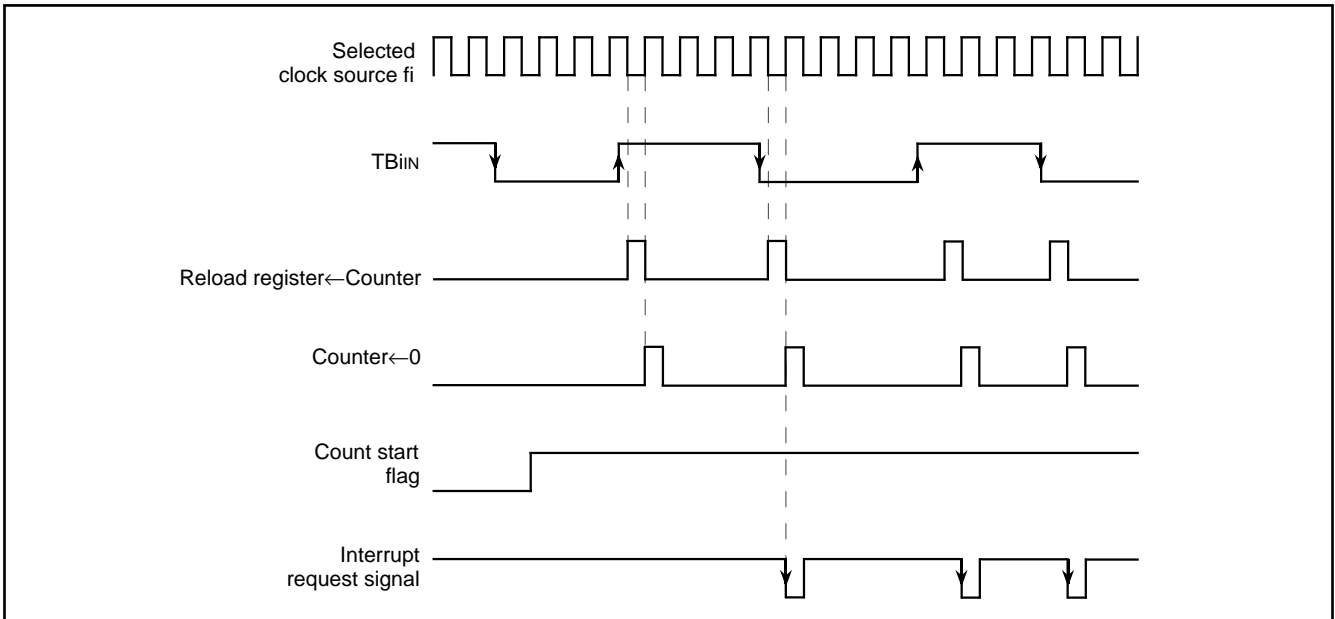 Selected
clock source fi
TBiIN
Reload register←Counter
Counter←0
Count start
flag
Interrupt
request signal